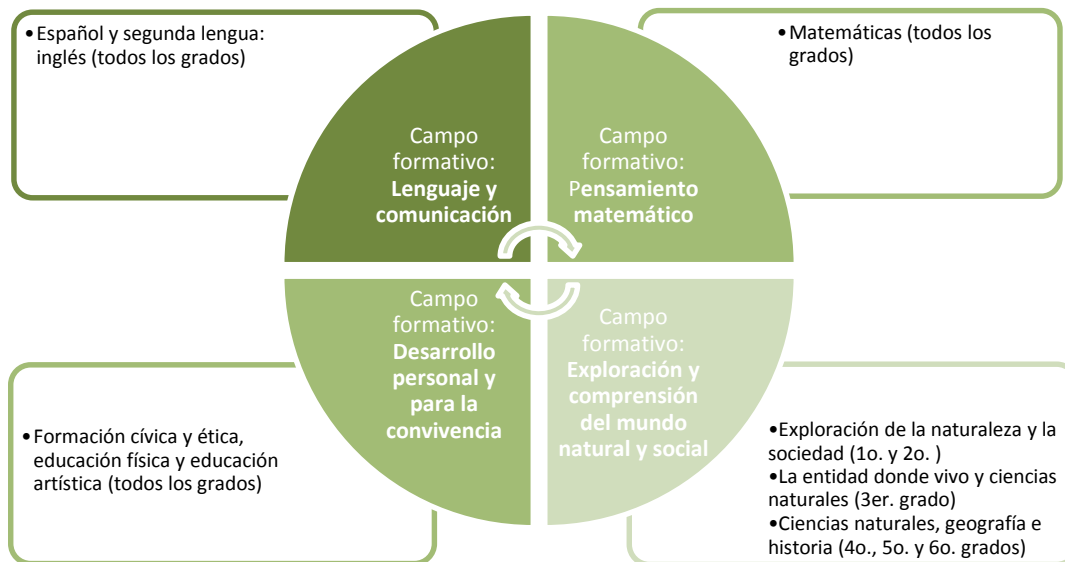 •Español y segunda lengua:
inglés (todos los grados)
•Matemáticas (todos los
grados)
Campo
formativo:
Lenguaje y
comunicación
Campo
formativo:
Pensamiento
matemático
Campo
formativo:
Desarrollo
personal y
para la
convivencia
Campo
formativo:
Exploración y
comprensión
del mundo
natural y social
•Formación cívica y ética,
educación física y educación
artística (todos los grados)
•Exploración de la naturaleza y la
sociedad (1o. y 2o. )
•La entidad donde vivo y ciencias
naturales (3er. grado)
•Ciencias naturales, geografía e
historia (4o., 5o. y 6o. grados)